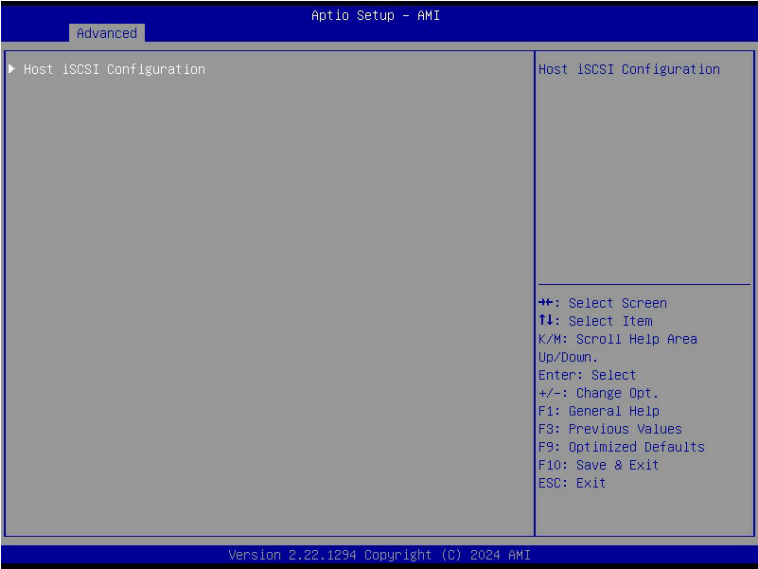 Aptio Setup – AMI
Advanced
▶ Host iSCSI Configuration
Host iSCSI Configuration
→←: Select Screen
↑↓: Select Item
K/M: Scroll Help Area
Up/Down.
Enter: Select
+/-: Change Opt.
F1: General Help
F3: Previous Values
F9: Optimized Defaults
F10: Save & Exit
ESC: Exit
Version 2.22.1294 Copyright (C) 2024 AMI